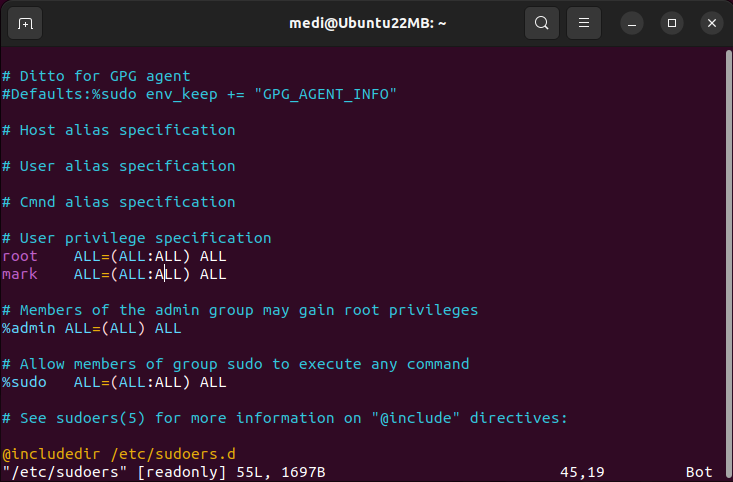 medi@Ubuntu22MB: ~
# Ditto for GPG agent
#Defaults:%sudo env_keep += "GPG_AGENT_INFO"
# Host alias specification
# User alias specification
# Cmnd alias specification
# User privilege specification
root    ALL=(ALL:ALL) ALL
mark    ALL=(ALL:ALL) ALL
# Members of the admin group may gain root privileges
%admin ALL=(ALL) ALL
# Allow members of group sudo to execute any command
%sudo   ALL=(ALL:ALL) ALL
# See sudoers(5) for more information on "@include" directives:
@includedir /etc/sudoers.d
"/etc/sudoers" [readonly] 55L, 1697B 45,19 Bot